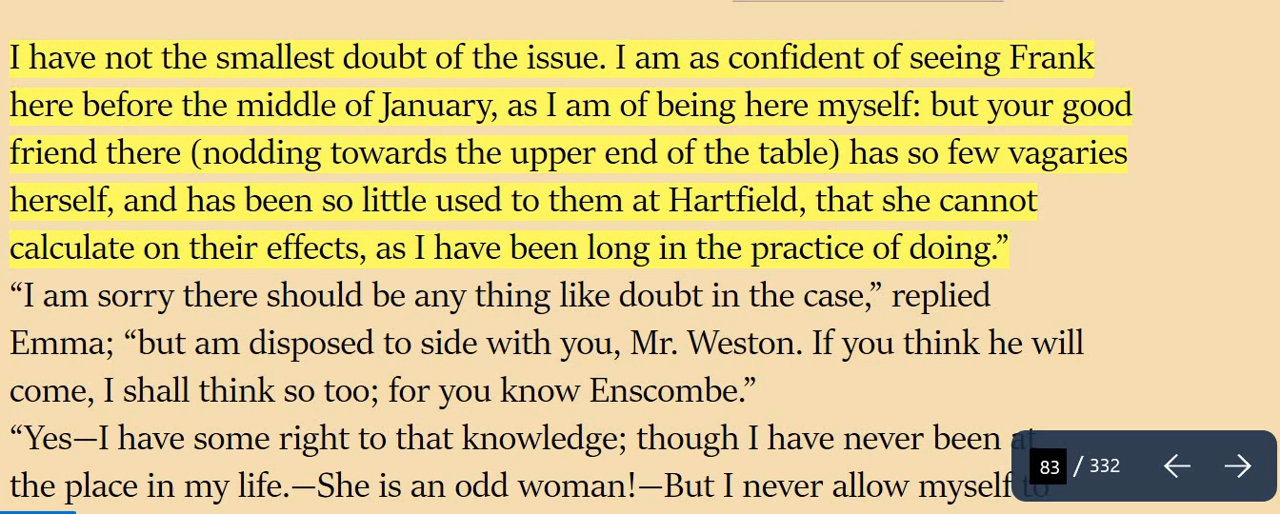 I have not the smallest doubt of the issue. I am as confident of seeing Frank
here before the middle of January, as I am of being here myself: but your good
friend there (nodding towards the upper end of the table) has so few vagaries
herself, and has been so little used to them at Hartfield, that she cannot
calculate on their effects, as I have been long in the practice of doing.”
“I am sorry there should be any thing like doubt in the case,” replied
Emma; “but am disposed to side with you, Mr. Weston. If you think he will
come, I shall think so too; for you know Enscombe.”
“Yes—I have some right to that knowledge; though I have never been at
the place in my life.—She is an odd woman!—But I never allow myself to
83 / 332